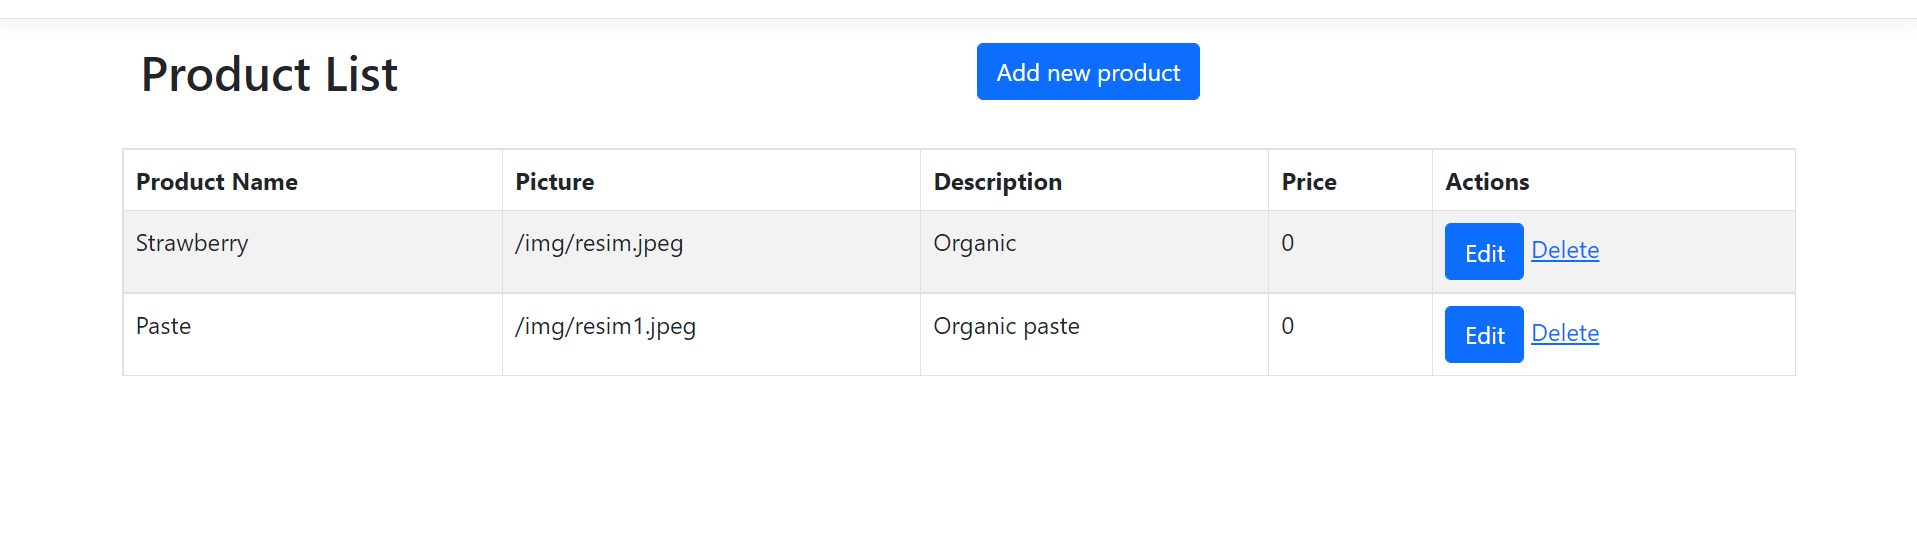 Product List
Add new product
Product Name Picture Description Price Actions
Strawberry /img/resim.jpeg Organic 0 Edit Delete
Paste /img/resim1.jpeg Organic paste 0 Edit Delete